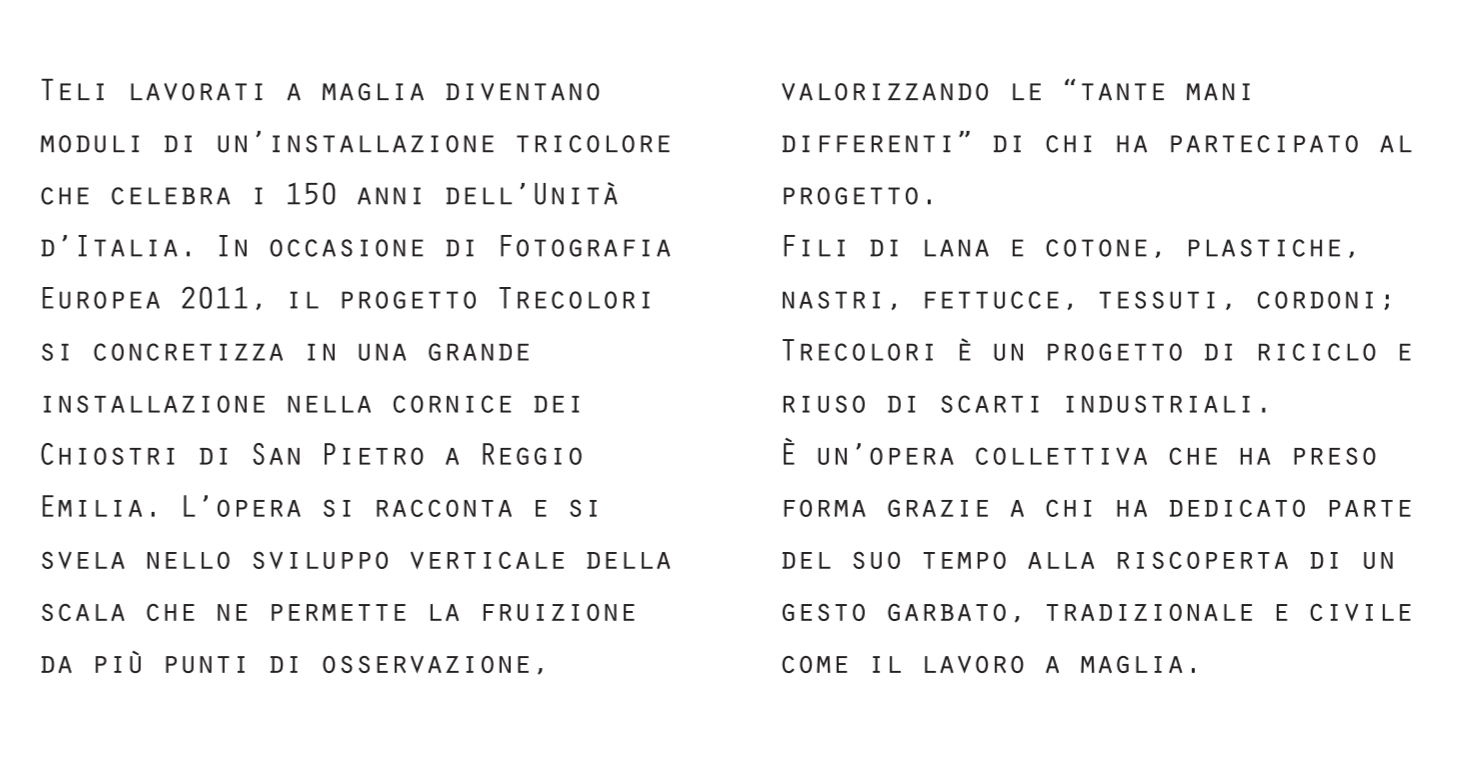 Teli lavorati a maglia diventano
moduli di un’installazione tricolore
che celebra i 150 anni dell’Unità
d’Italia. In occasione di Fotografia
Europea 2011, il progetto Trecolori
si concretizza in una grande
installazione nella cornice dei
Chiostri di San Pietro a Reggio
Emilia. L’opera si racconta e si
svela nello sviluppo verticale della
scala che ne permette la fruizione
da più punti di osservazione,
valorizzando le “tante mani
differenti” di chi ha partecipato al
progetto.
Fili di lana e cotone, plastiche,
nastri, fettucce, tessuti, cordoni;
Trecolori è un progetto di riciclo e
riuso di scarti industriali.
È un’opera collettiva che ha preso
forma grazie a chi ha dedicato parte
del suo tempo alla riscoperta di un
gesto garbato, tradizionale e civile
come il lavoro a maglia.